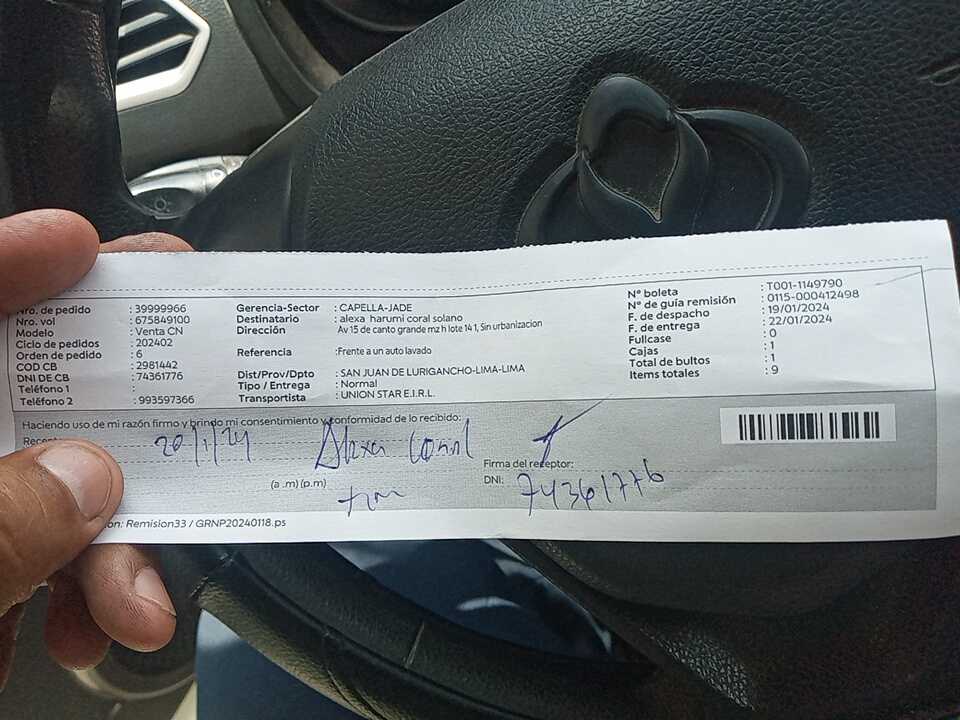 Nro. de pedido : 39999966
Nro. vol : 675849100
Modelo : Venta CN
Ciclo de pedidos : 202402
Orden de pedido : 6
COD CB : 2981442
DNI DE CB : 74361776
Teléfono 1 :
Teléfono 2 : 993597366
Gerencia-Sector : CAPELLA-JADE
Destinatario : alexa harumi coral solano
Dirección Av 15 de canto grande mz h lote 14 1, Sin urbanizacion
Referencia :Frente a un auto lavado
Dist/Prov/Dpto : SAN JUAN DE LURIGANCHO-LIMA-LIMA
Tipo / Entrega : Normal
Transportista : UNION STAR E.I.R.L.
N° boleta : T001-1149790
N° de guía remisión : 0115-000412498
F. de despacho : 19/01/2024
F. de entrega : 22/01/2024
Fullcase : 0
Cajas : 1
Total de bultos : 1
Items totales : 9
Haciendo uso de mi razón firmo y brindo mi consentimiento y conformidad de lo recibido:
20/1/24 Alexa Coral
Firma del receptor:
(a .m) (p.m)
DNI: 74361776
Remision33 / GRNP20240118.ps